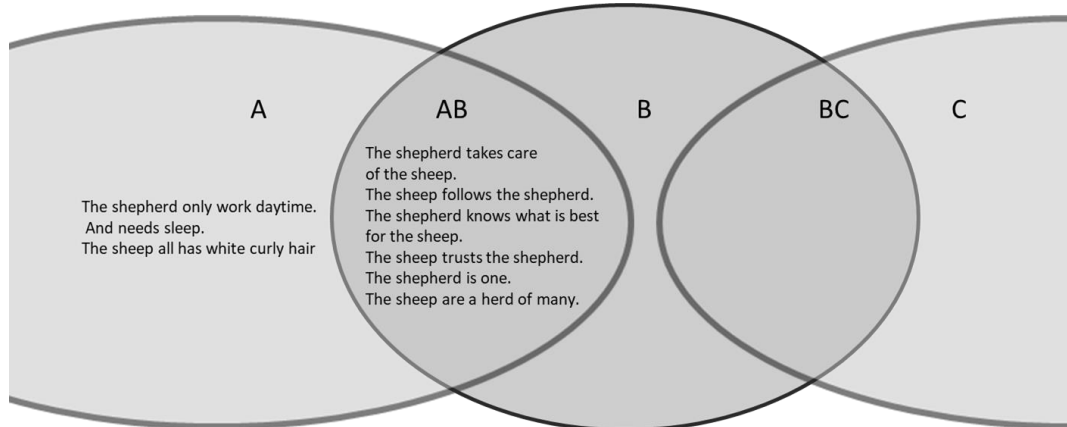 A
AB
B
BC
C
The shepherd only work daytime.
And needs sleep.
The sheep all has white curly hair
The shepherd takes care
of the sheep.
The sheep follows the shepherd.
The shepherd knows what is best
for the sheep.
The sheep trusts the shepherd.
The shepherd is one.
The sheep are a herd of many.